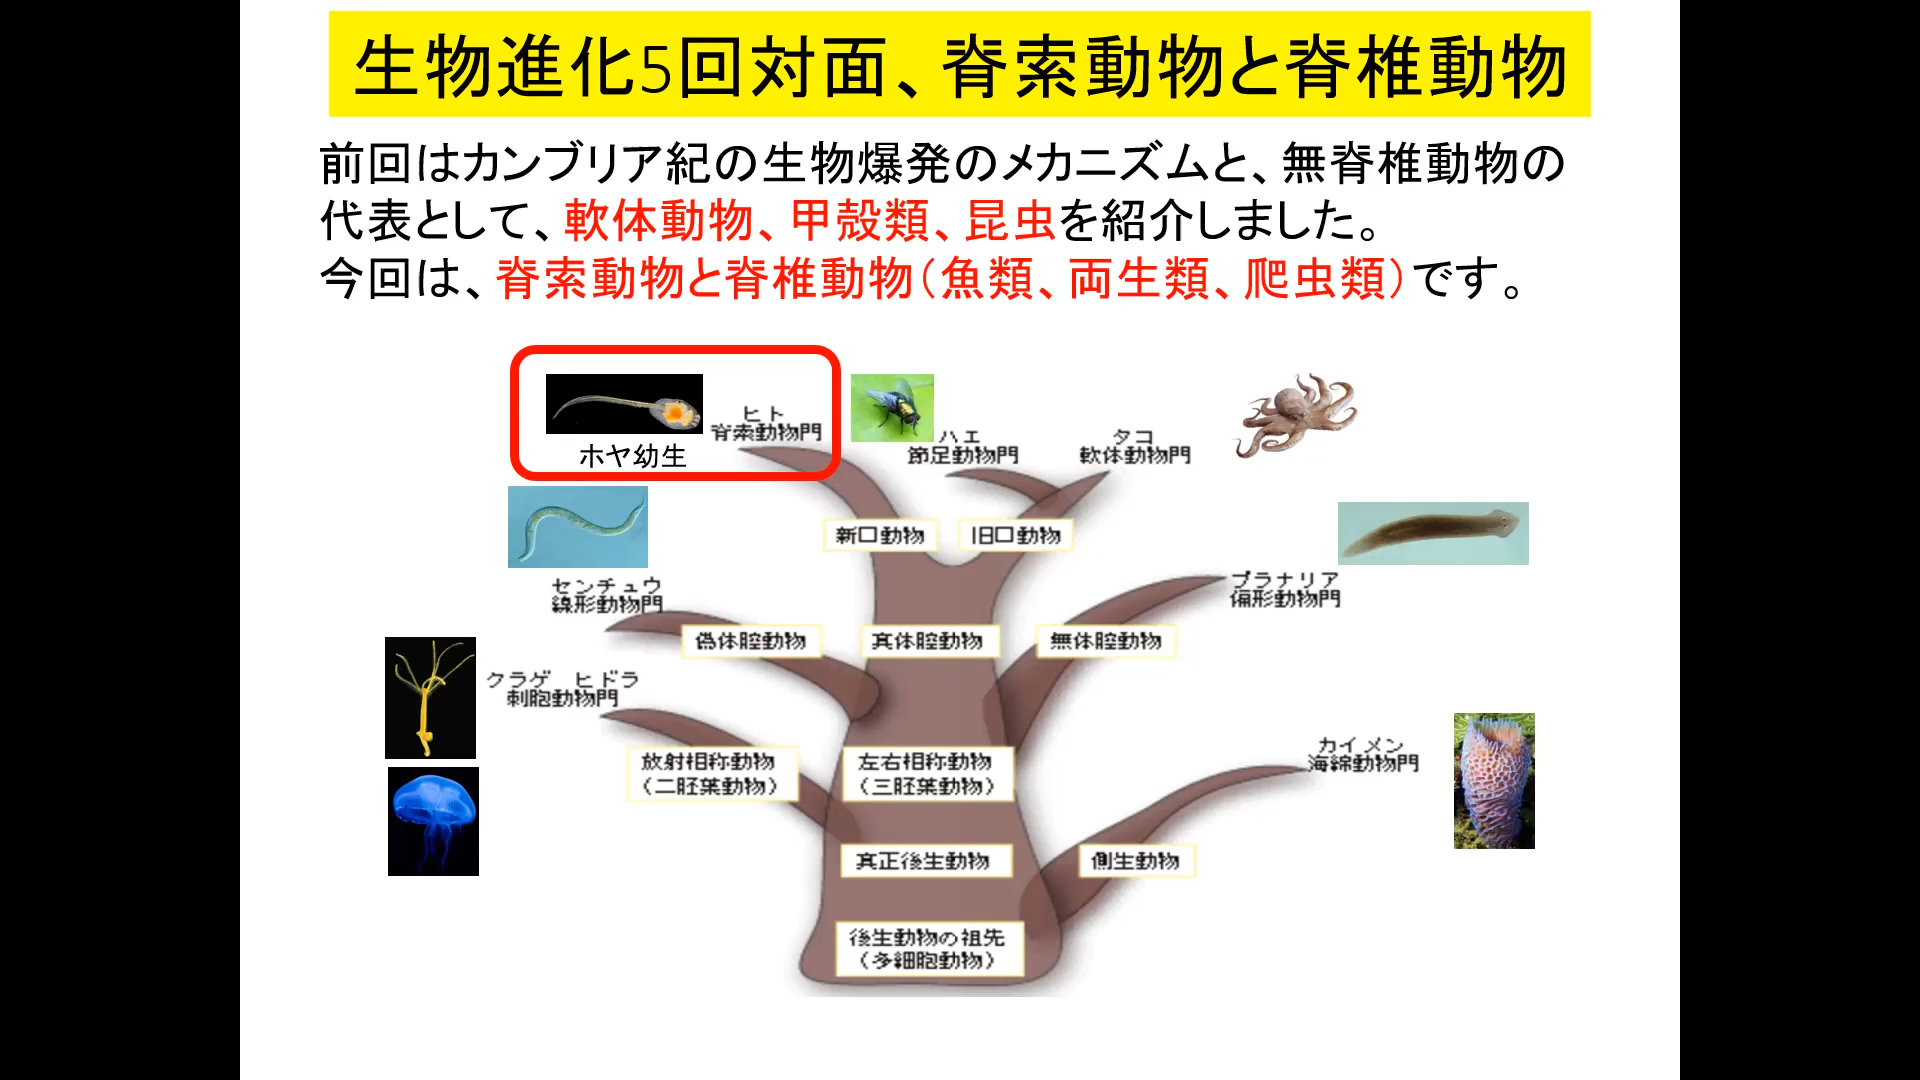 生物進化5回対面、脊索動物と脊椎動物
前回はカンブリア紀の生物爆発のメカニズムと、無脊椎動物の
代表として、軟体動物、甲殻類、昆虫を紹介しました。
今回は、脊索動物と脊椎動物(魚類、両生類、爬虫類)です。
ヒト
脊索動物門
ホヤ幼生
ハエ
節足動物門
タコ
軟体動物門
新口動物
旧口動物
センチュウ
線形動物門
プラナリア
偏形動物門
偽体腔動物
真体腔動物
無体腔動物
クラゲ ヒドラ
刺胞動物門
放射相称動物
(二胚葉動物)
左右相称動物
(三胚葉動物)
カイメン
海綿動物門
真正後生動物
側生動物
後生動物の祖先
(多細胞動物)